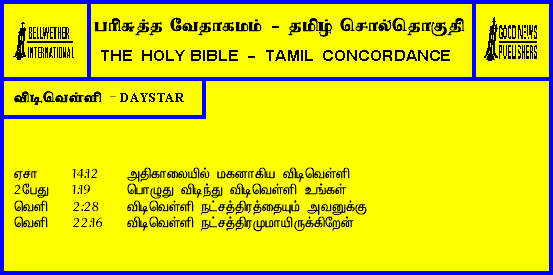 BELLWETHER
INTERNATIONAL
பரிசுத்த வேதாகமம் - தமிழ் சொல்தொகுதி
THE HOLY BIBLE - TAMIL CONCORDANCE
GOOD NEWS
PUBLISHERS
விடிவெள்ளி - DAYSTAR
ஏசா 14:12 அதிகாலையில் மகனாகிய விடிவெள்ளி
2பேது 1:19 பொழுது விடிந்து விடிவெள்ளி உங்கள்
வெளி 2:28 விடிவெள்ளி நட்சத்திரத்தையும் அவனுக்கு
வெளி 22:16 விடிவெள்ளி நட்சத்திரமுமாயிருக்கிறேன்